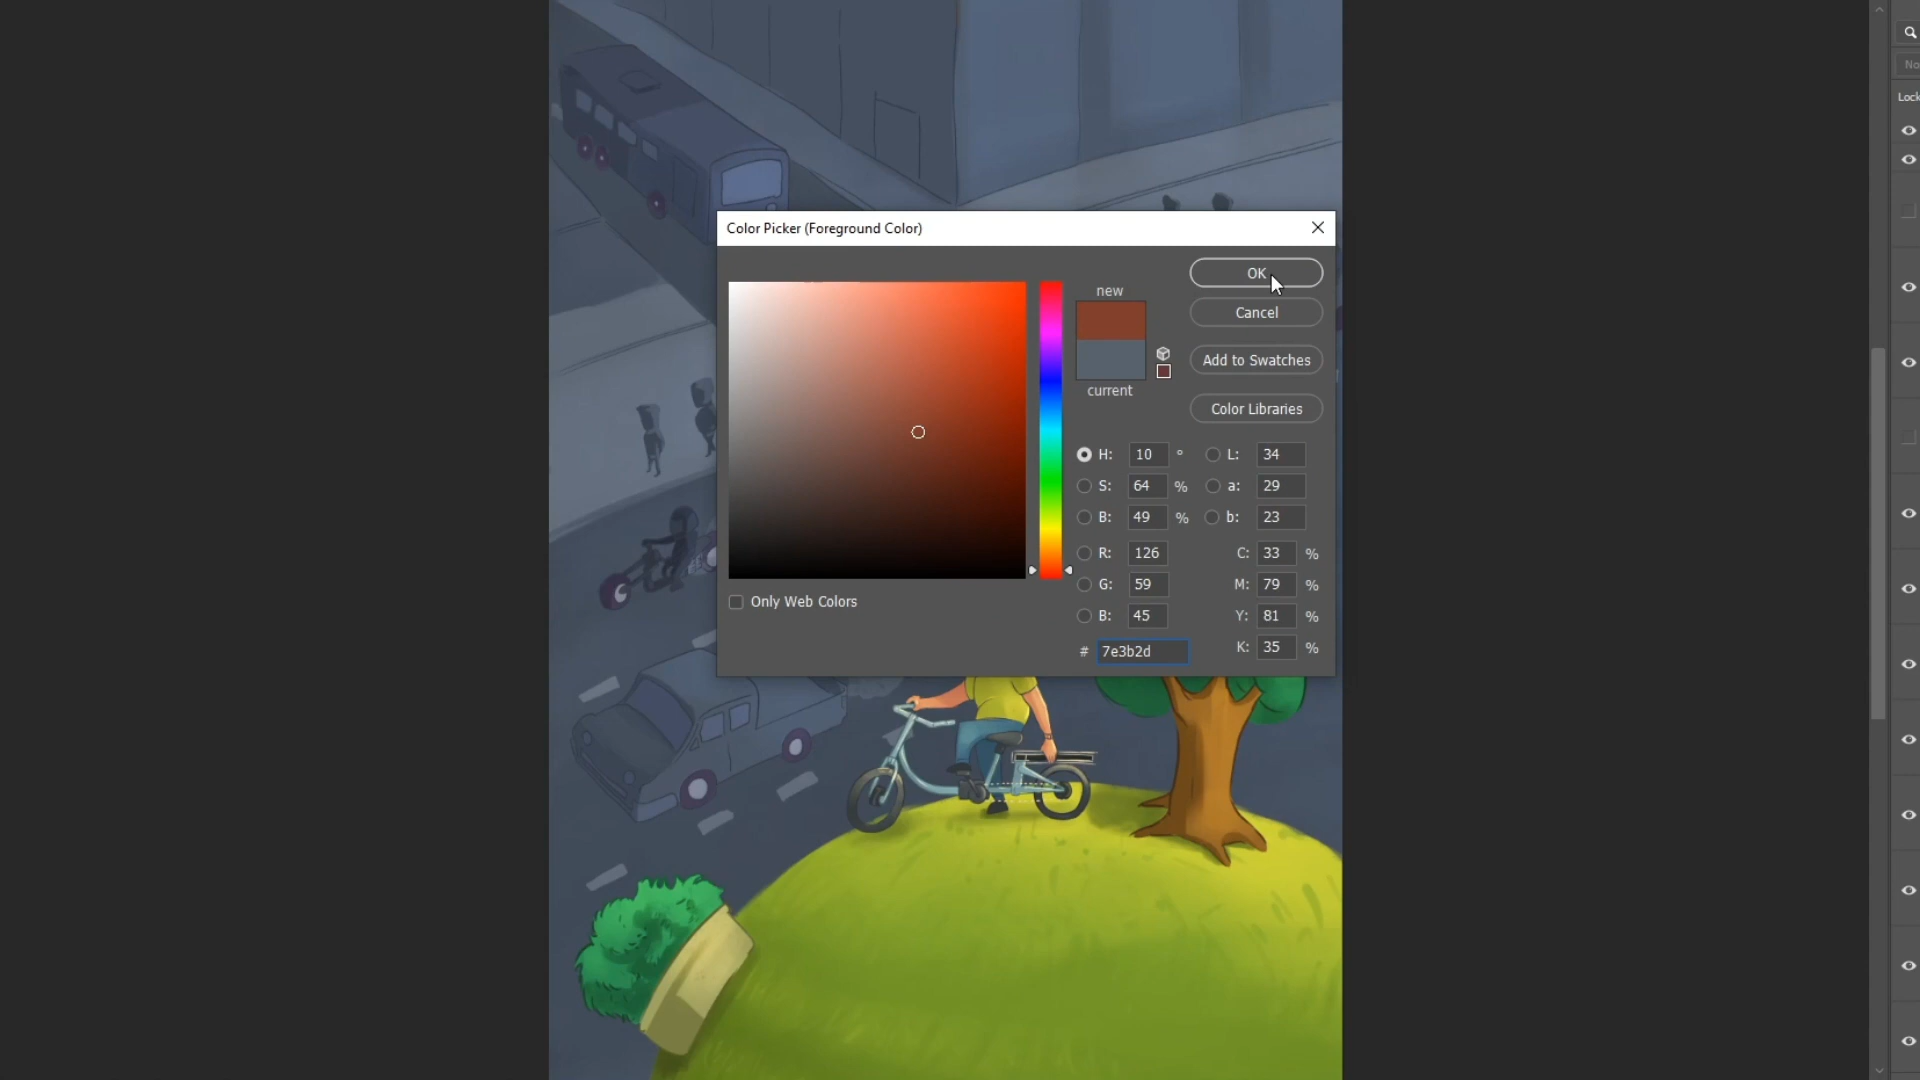 No
Lock
Color Picker (Foreground Color)
OK
new
Cancel
Add to Swatches
current
Color Libraries
H: 10 ° L: 34
S: 64 % a: 29
B: 49 % b: 23
R: 126 C: 33 %
G: 59 M: 79 %
Only Web Colors
B: 45 Y: 81 %
# 7e3b2d K: 35 %